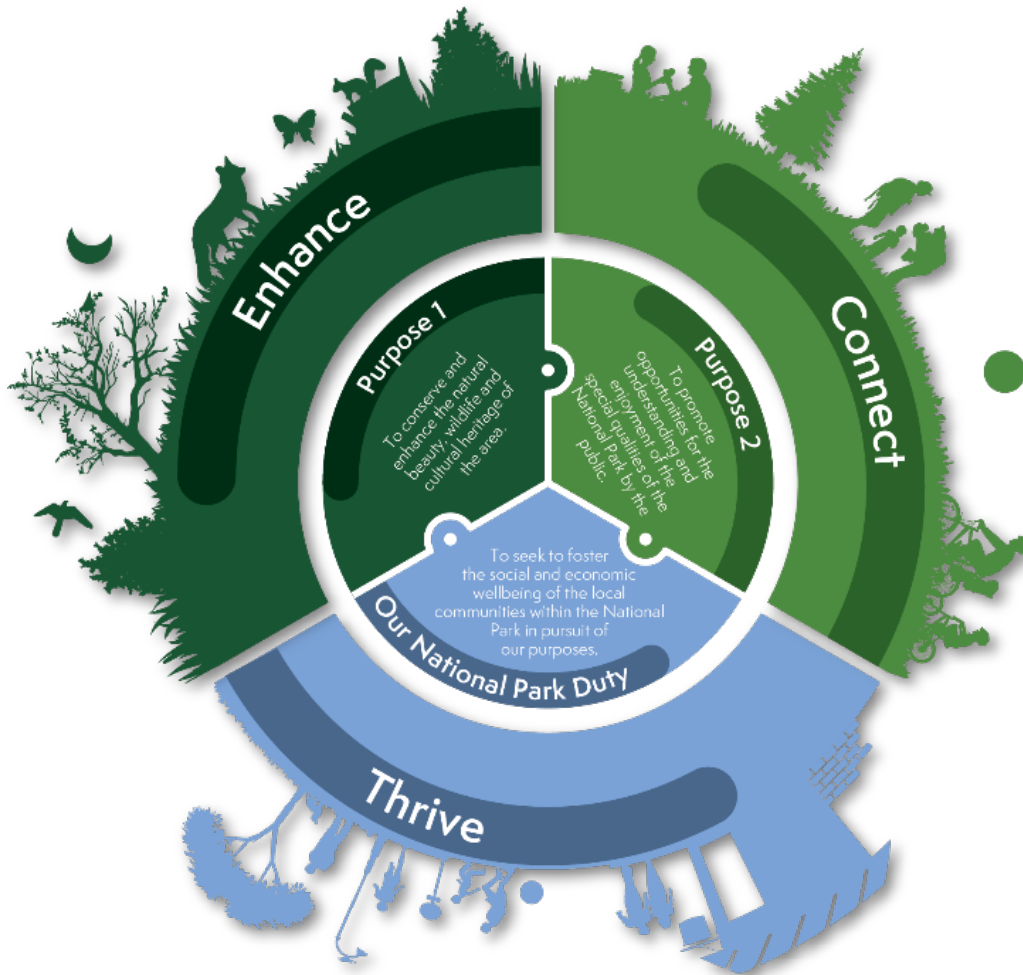 Enhance
Purpose 1
To conserve and
enhance the natural
beauty, wildlife and
cultural heritage of
the area.
Connect
Purpose 2
To promote
opportunities for the
understanding and
enjoyment of the
special qualities of the
National Park by the
public.
To seek to foster
the social and economic
wellbeing of the local
communities within the National
Park in pursuit of
our purposes.
Our National Park Duty
Thrive